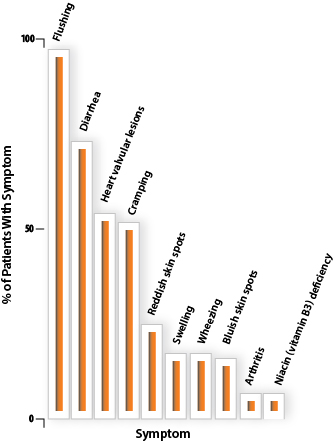 % of Patients With Symptom
100
50
0
Flushing
Diarrhea
Heart valvular lesions
Cramping
Reddish skin spots
Swelling
Wheezing
Bluish skin spots
Arthritis
Niacin (vitamin B3) deficiency
Symptom